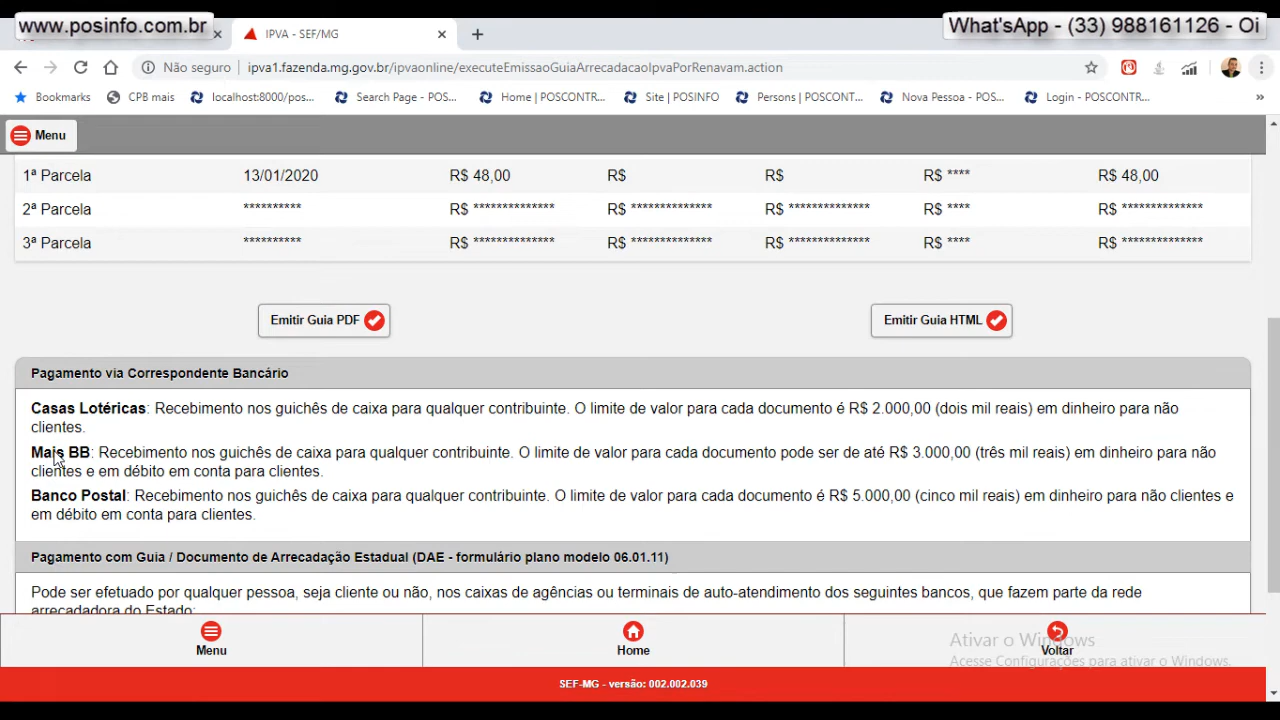 www.posinfo.com.br
What'sApp - (33) 988161126 - Oi
IPVA - SEF/MG
Não seguro
ipva1.fazenda.mg.gov.br/ipvaonline/executeEmissaoGuiaArrecadacaoIpvaPorRenavam.action
Bookmarks CPB mais localhost:8000/pos... Search Page - POS... Home | POSCONTR... Site | POSINFO Persons | POSCONT... Nova Pessoa - POS... Login - POSCONTR... »
Menu
1ª Parcela 13/01/2020 R$ 48,00 R$ R$ R$ **** R$ 48,00
2ª Parcela ********** R$ ************** R$ ************** R$ ************** R$ **** R$ **************
3ª Parcela ********** R$ ************** R$ ************** R$ ************** R$ **** R$ **************
Emitir Guia PDF Emitir Guia HTML
Pagamento via Correspondente Bancário
Casas Lotéricas: Recebimento nos guichês de caixa para qualquer contribuinte. O limite de valor para cada documento é R$ 2.000,00 (dois mil reais) em dinheiro para não
clientes.
Mais BB: Recebimento nos guichês de caixa para qualquer contribuinte. O limite de valor para cada documento pode ser de até R$ 3.000,00 (três mil reais) em dinheiro para não
clientes e em débito em conta para clientes.
Banco Postal: Recebimento nos guichês de caixa para qualquer contribuinte. O limite de valor para cada documento é R$ 5.000,00 (cinco mil reais) em dinheiro para não clientes e
em débito em conta para clientes.
Pagamento com Guia / Documento de Arrecadação Estadual (DAE - formulário plano modelo 06.01.11)
Pode ser efetuado por qualquer pessoa, seja cliente ou não, nos caixas de agências ou terminais de auto-atendimento dos seguintes bancos, que fazem parte da rede
arrecadadora do Estado:
Menu Home Voltar
Ativar o Windows
Acesse Configurações para ativar o Windows.
SEF-MG - versão: 002.002.039